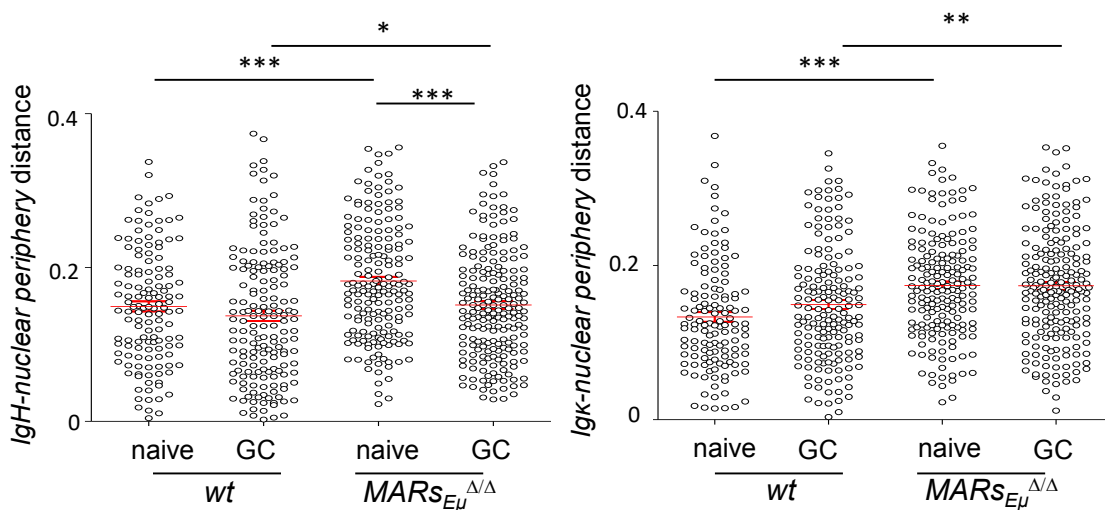 *
***
***
0.4
0.2
0
IgH-nuclear periphery distance
naive GC naive GC
wt MARsEμΔ/Δ
**
***
0.4
0.2
0
Igκ-nuclear periphery distance
naive GC naive GC
wt MARsEμΔ/Δ